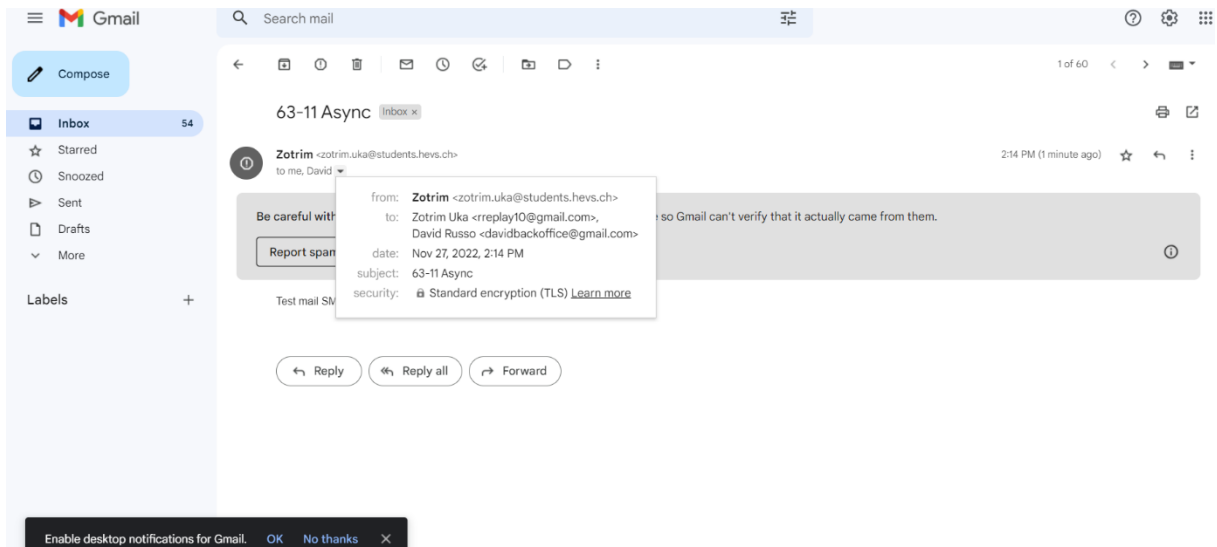 Gmail
Search mail
Compose
1 of 60
63-11 Async Inbox ×
Inbox 54
Starred
Snoozed
Sent
Drafts
More
Labels +
Zotrim <zotrim.uka@students.hevs.ch> 2:14 PM (1 minute ago)
to me, David
Be careful with so Gmail can't verify that it actually came from them.
Report spam
from: Zotrim <zotrim.uka@students.hevs.ch>
to: Zotrim Uka <rreplay10@gmail.com>,
David Russo <davidbackoffice@gmail.com>
date: Nov 27, 2022, 2:14 PM
subject: 63-11 Async
security: Standard encryption (TLS) Learn more
Test mail SM
Reply Reply all Forward
Enable desktop notifications for Gmail. OK No thanks ×